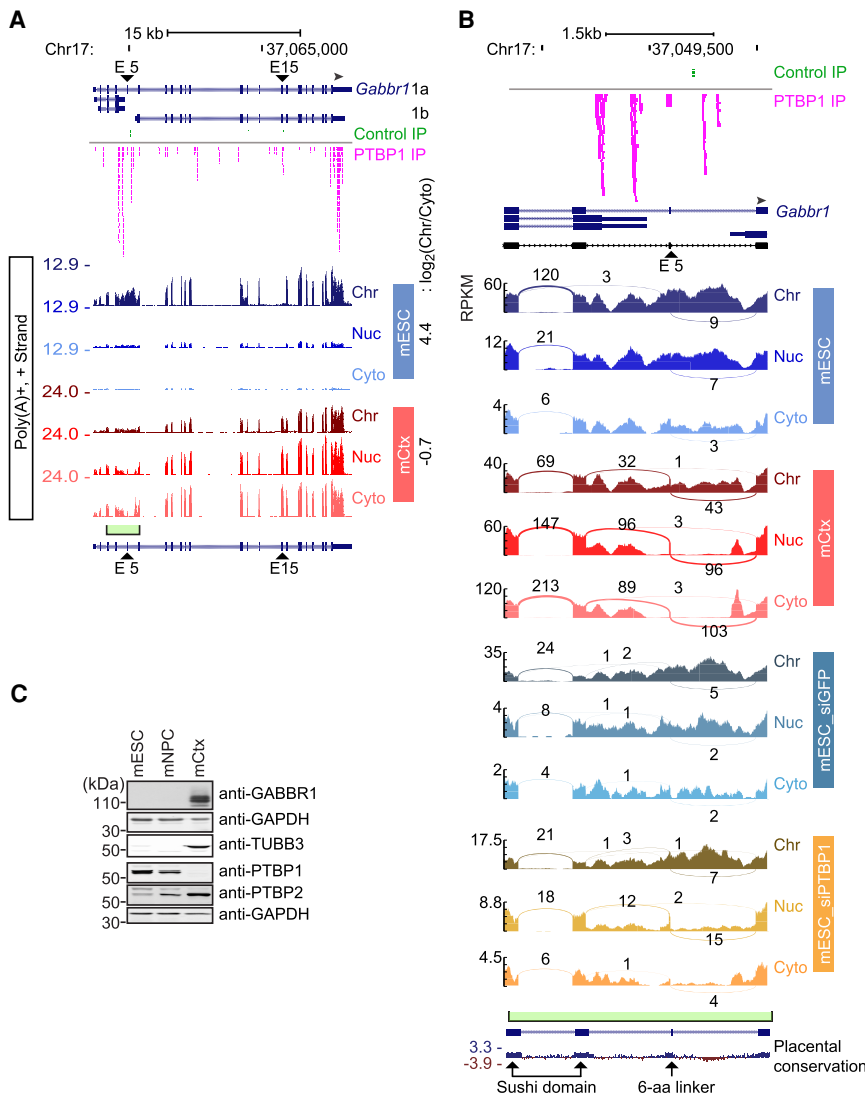 A
15 kb
Chr17:
37,065,000
E 5
E15
Gabbr1 1a
1b
Control IP
PTBP1 IP
: log2(Chr/Cyto)
Poly(A)+, + Strand
12.9 -
Chr
12.9 -
Nuc
12.9 -
Cyto
mESC
4.4
24.0 -
Chr
24.0 -
Nuc
24.0 -
Cyto
mCtx
-0.7
E 5
E15
B
1.5kb
Chr17:
37,049,500
Control IP
PTBP1 IP
Gabbr1
E 5
RPKM
60
120
3
9
Chr
12
21
7
Nuc
4
6
3
Cyto
mESC
40
69
32
1
43
Chr
60
147
96
3
96
Nuc
120
213
89
3
103
Cyto
mCtx
35
24
1
2
5
Chr
4
8
1
1
2
Nuc
2
4
1
2
Cyto
mESC_siGFP
17.5
21
1
3
1
7
Chr
8.8
18
12
2
15
Nuc
4.5
6
1
4
Cyto
mESC_siPTBP1
3.3 -
-3.9 -
Placental
conservation
Sushi domain
6-aa linker
C
mESC
mNPC
mCtx
(kDa)
110-
anti-GABBR1
30-
anti-GAPDH
50-
anti-TUBB3
50-
anti-PTBP1
50-
anti-PTBP2
30-
anti-GAPDH